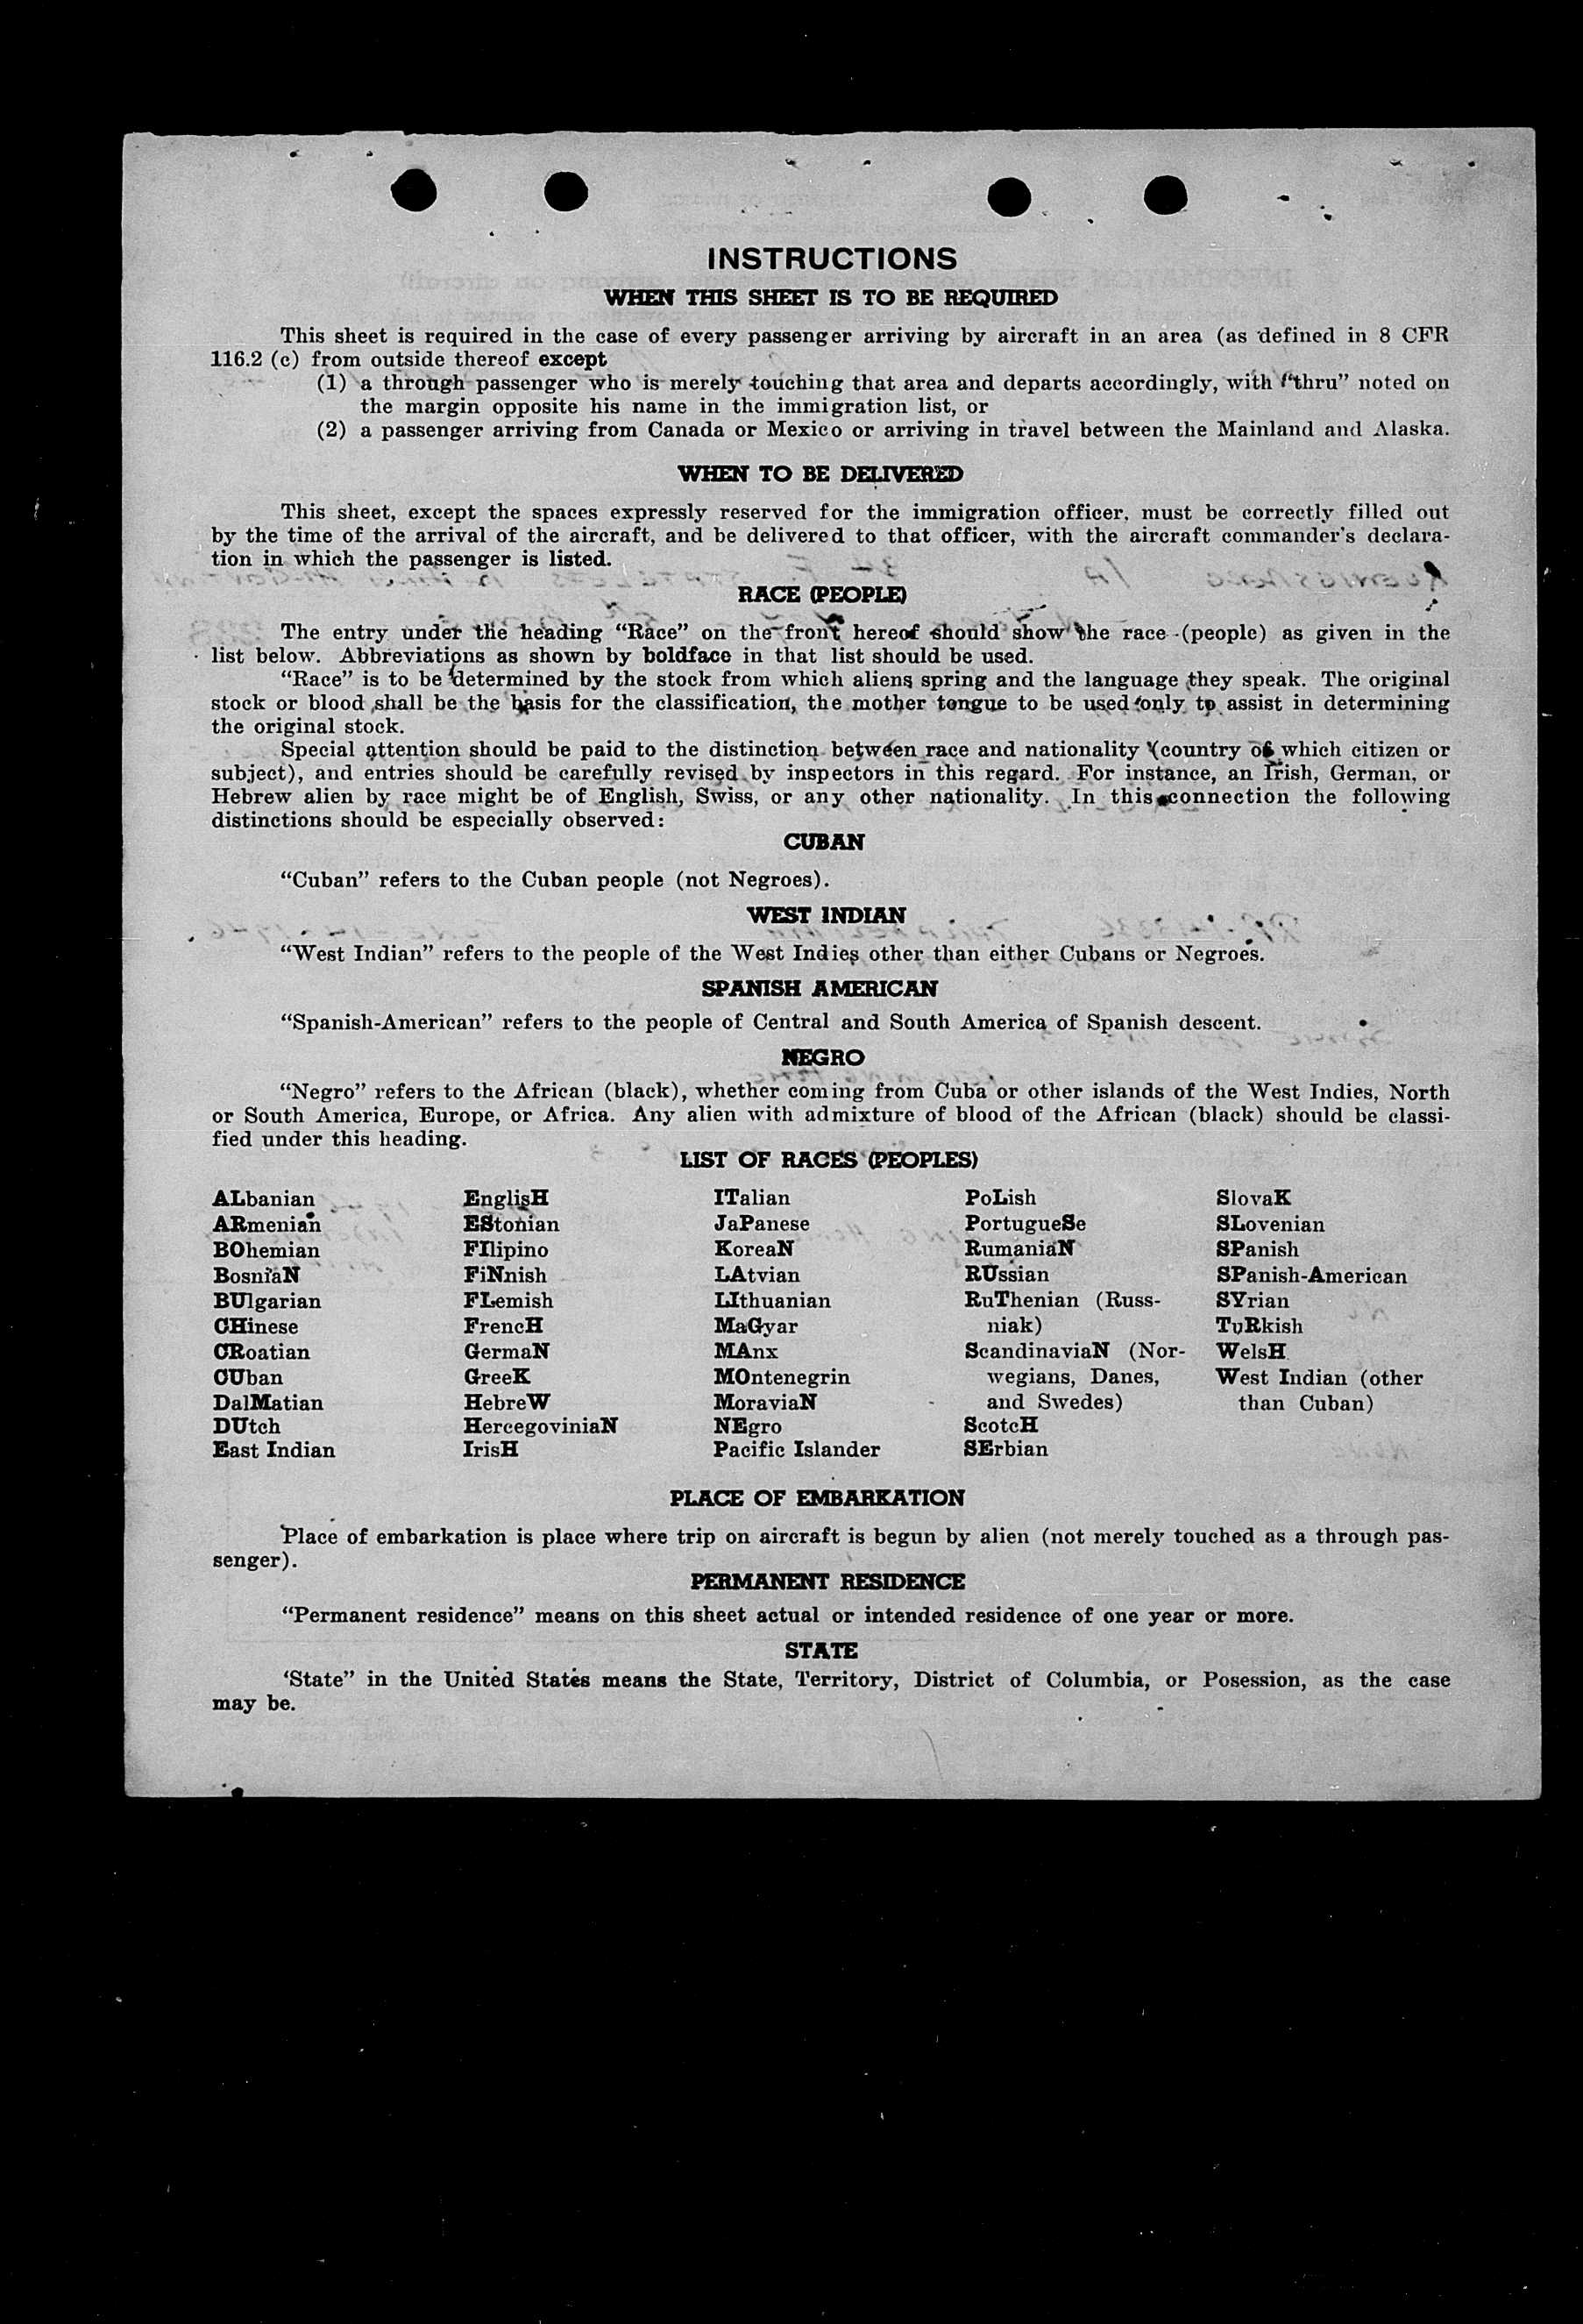 INSTRUCTIONS
WHEN THIS SHEET IS TO BE REQUIRED
This sheet is required in the case of every passenger arriving by aircraft in an area (as defined in 8 CFR
116.2 (c) from outside thereof except
(1) a through passenger who is merely touching that area and departs accordingly, with "thru" noted on
the margin opposite his name in the immigration list, or
(2) a passenger arriving from Canada or Mexico or arriving in travel between the Mainland and Alaska.
WHEN TO BE DELIVERED
This sheet, except the spaces expressly reserved for the immigration officer, must be correctly filled out
by the time of the arrival of the aircraft, and be delivered to that officer, with the aircraft commander's declara-
tion in which the passenger is listed.
RACE (PEOPLE)
The entry under the heading "Race" on the front hereof should show the race (people) as given in the
list below. Abbreviations as shown by boldface in that list should be used.
"Race" is to be determined by the stock from which aliens spring and the language they speak. The original
stock or blood shall be the basis for the classification, the mother tongue to be used only to assist in determining
the original stock.
Special attention should be paid to the distinction between race and nationality (country of which citizen or
subject), and entries should be carefully revised by inspectors in this regard. For instance, an Irish, German, or
Hebrew alien by race might be of English, Swiss, or any other nationality. In this connection the following
distinctions should be especially observed:
CUBAN
"Cuban" refers to the Cuban people (not Negroes).
WEST INDIAN
"West Indian" refers to the people of the West Indies other than either Cubans or Negroes.
SPANISH AMERICAN
"Spanish-American" refers to the people of Central and South America of Spanish descent.
NEGRO
"Negro" refers to the African (black), whether coming from Cuba or other islands of the West Indies, North
or South America, Europe, or Africa. Any alien with admixture of blood of the African (black) should be classi-
fied under this heading.
LIST OF RACES (PEOPLES)
ALbanian
ARmenian
BOhemian
BosniaN
BUlgarian
CHinese
CRoatian
CUban
DalMatian
DUtch
East Indian
EnglisH
EStonian
FIlipino
FiNnish
FLemish
FrencH
GermaN
GreeK
HebreW
HercegoviniaN
IrisH
ITalian
JaPanese
KoreaN
LAtvian
LIthuanian
MaGyar
MAnx
MOntenegrin
MoraviaN
NEgro
Pacific Islander
PoLish
PortugueSe
RumaniaN
RUssian
RuThenian (Russ-
niak)
ScandinaviaN (Nor-
wegians, Danes,
and Swedes)
ScotcH
SErbian
SlovaK
SLovenian
SPanish
SPanish-American
SYrian
TuRkish
WelsH
West Indian (other
than Cuban)
PLACE OF EMBARKATION
Place of embarkation is place where trip on aircraft is begun by alien (not merely touched as a through pas-
senger).
PERMANENT RESIDENCE
"Permanent residence" means on this sheet actual or intended residence of one year or more.
STATE
'State" in the United States means the State, Territory, District of Columbia, or Posession, as the case
may be.